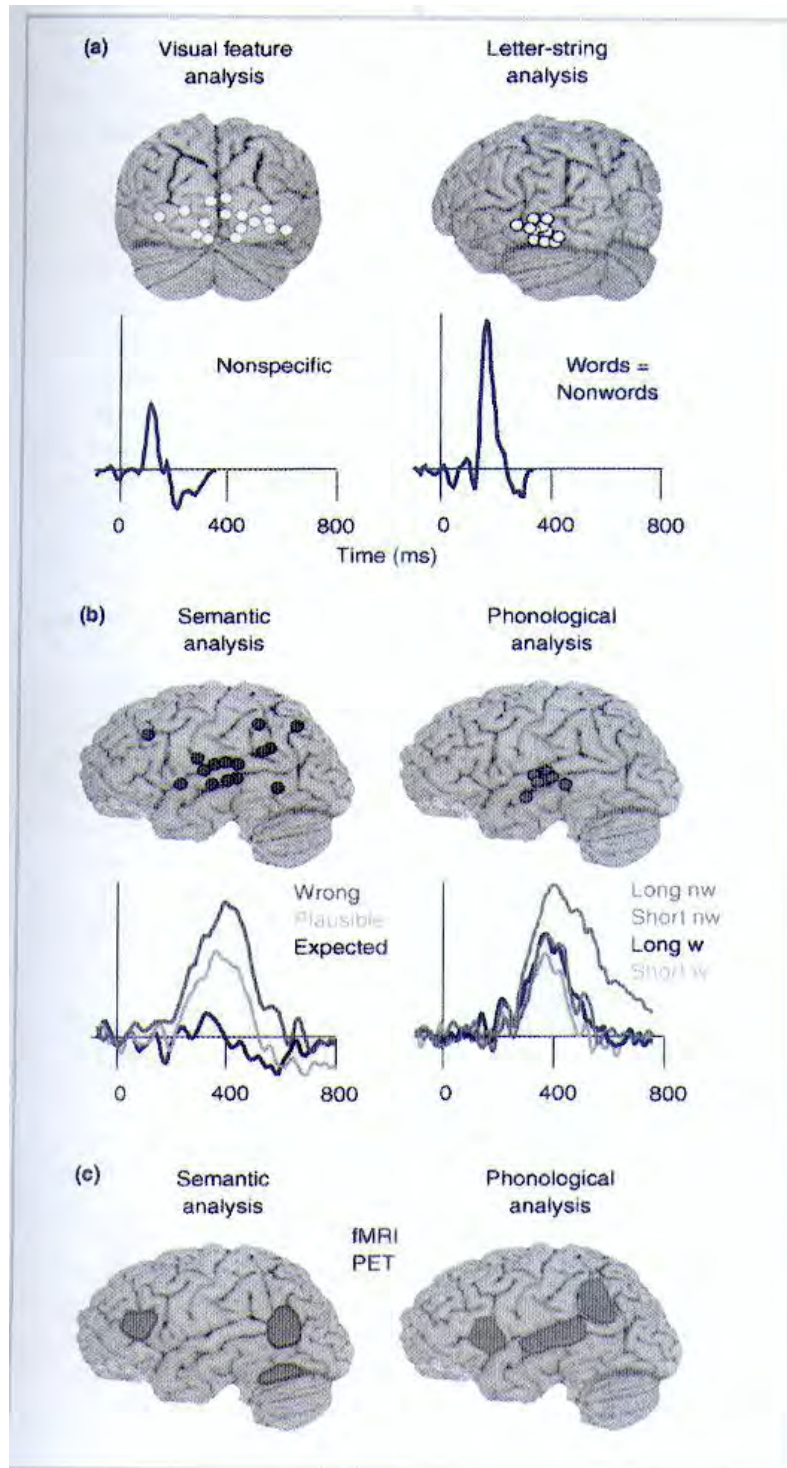 (a)
Visual feature
analysis
Letter-string
analysis
Nonspecific
Words =
Nonwords
0 400 800
0 400 800
Time (ms)
(b)
Semantic
analysis
Phonological
analysis
Wrong
Plausible
Expected
Long nw
Short nw
Long w
Short w
0 400 800
0 400 800
(c)
Semantic
analysis
Phonological
analysis
fMRI
PET